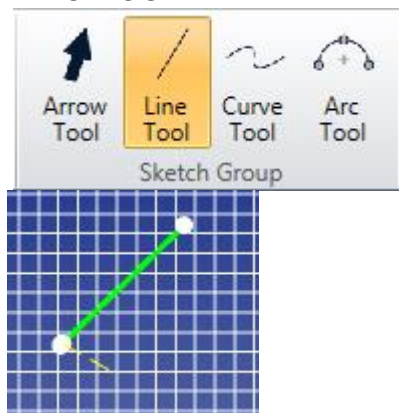 Arrow Tool
Line Tool
Curve Tool
Arc Tool
Sketch Group